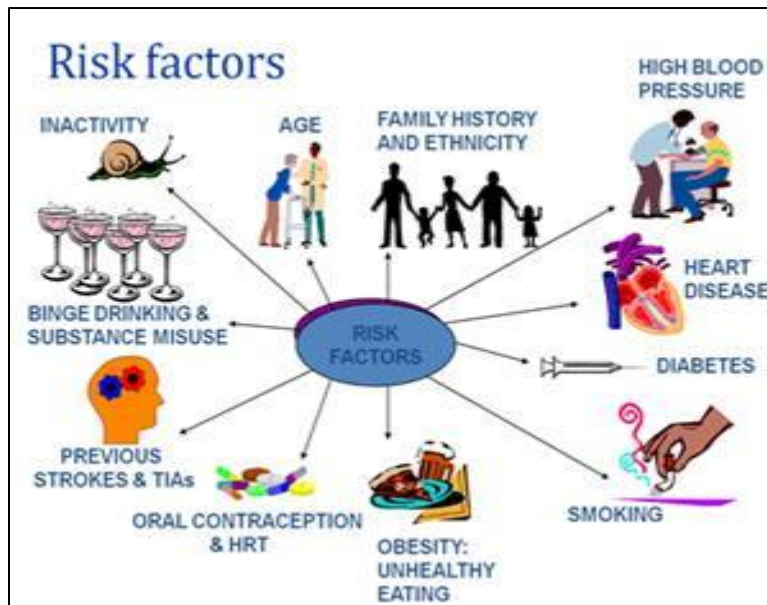 Risk factors
INACTIVITY
AGE
FAMILY HISTORY
AND ETHNICITY
HIGH BLOOD
PRESSURE
HEART
DISEASE
BINGE DRINKING &
SUBSTANCE MISUSE
RISK
FACTORS
DIABETES
PREVIOUS
STROKES & TIAs
ORAL CONTRACEPTION
& HRT
OBESITY:
UNHEALTHY
EATING
SMOKING